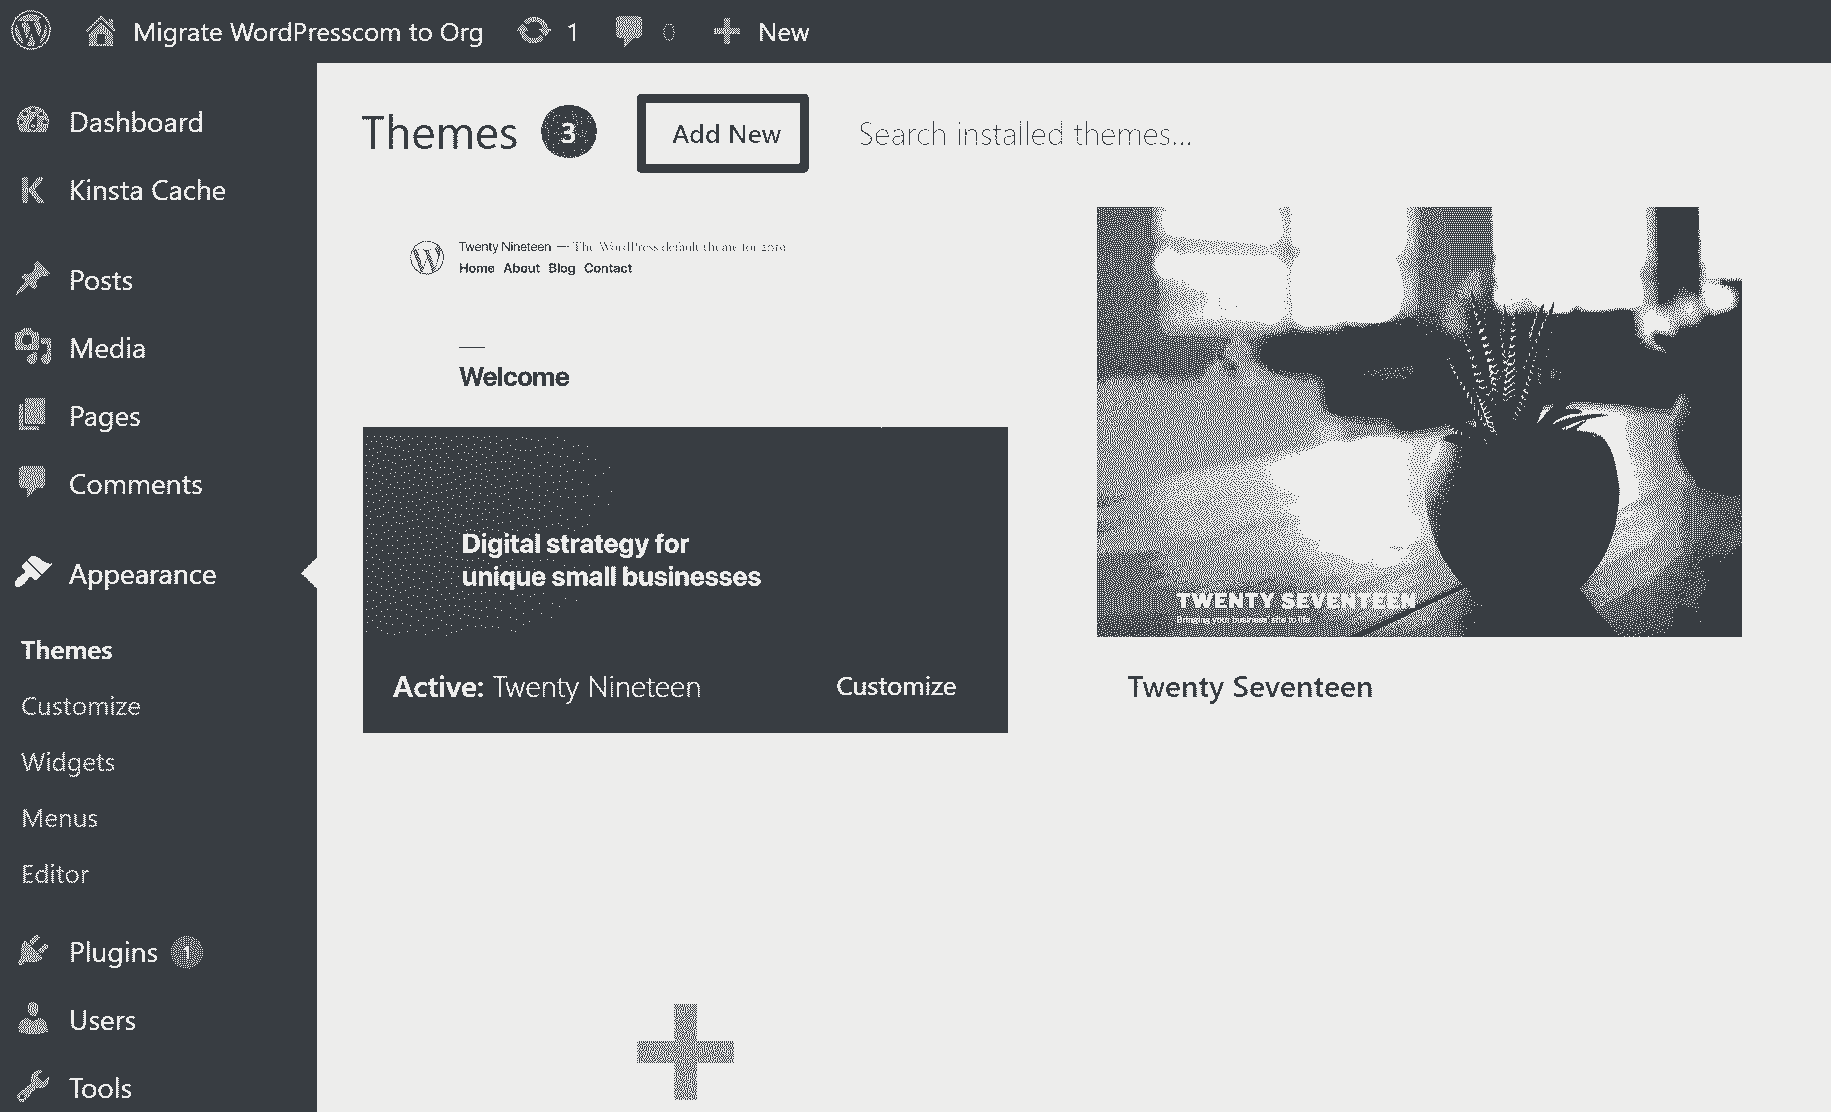 Migrate WordPresscom to Org 1 0 New
Dashboard
Kinsta Cache
Posts
Media
Pages
Comments
Appearance
Themes
Customize
Widgets
Menus
Editor
Plugins 1
Users
Tools
Themes 3 Add New Search installed themes...
Twenty Nineteen — The WordPress default theme for 2019
Home About Blog Contact
Welcome
Digital strategy for
unique small businesses
Active: Twenty Nineteen Customize
TWENTY SEVENTEEN
Bringing your business' site to life
Twenty Seventeen